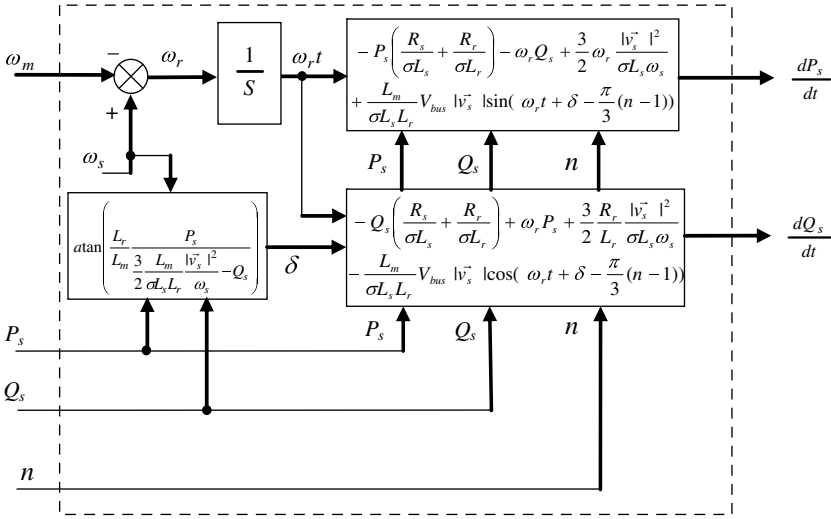 ω_m
−
ω_r
+
ω_s
1/S
ω_r t
− P_s (R_s/σL_s + R_r/σL_r) − ω_r Q_s + 3/2 ω_r |v⃗_s|²/σL_s ω_s
+ L_m/σL_s L_r V_bus |v⃗_s| sin( ω_r t + δ − π/3 (n − 1))
dP_s/dt
P_s Q_s n
atan( L_r/L_m P_s/(3/2 L_m/σL_s L_r |v⃗_s|²/ω_s − Q_s) )
δ
− Q_s (R_s/σL_s + R_r/σL_r) + ω_r P_s + 3/2 R_r/L_r |v⃗_s|²/σL_s ω_s
− L_m/σL_s L_r V_bus |v⃗_s| cos( ω_r t + δ − π/3 (n − 1))
dQ_s/dt
P_s Q_s n
P_s
Q_s
n